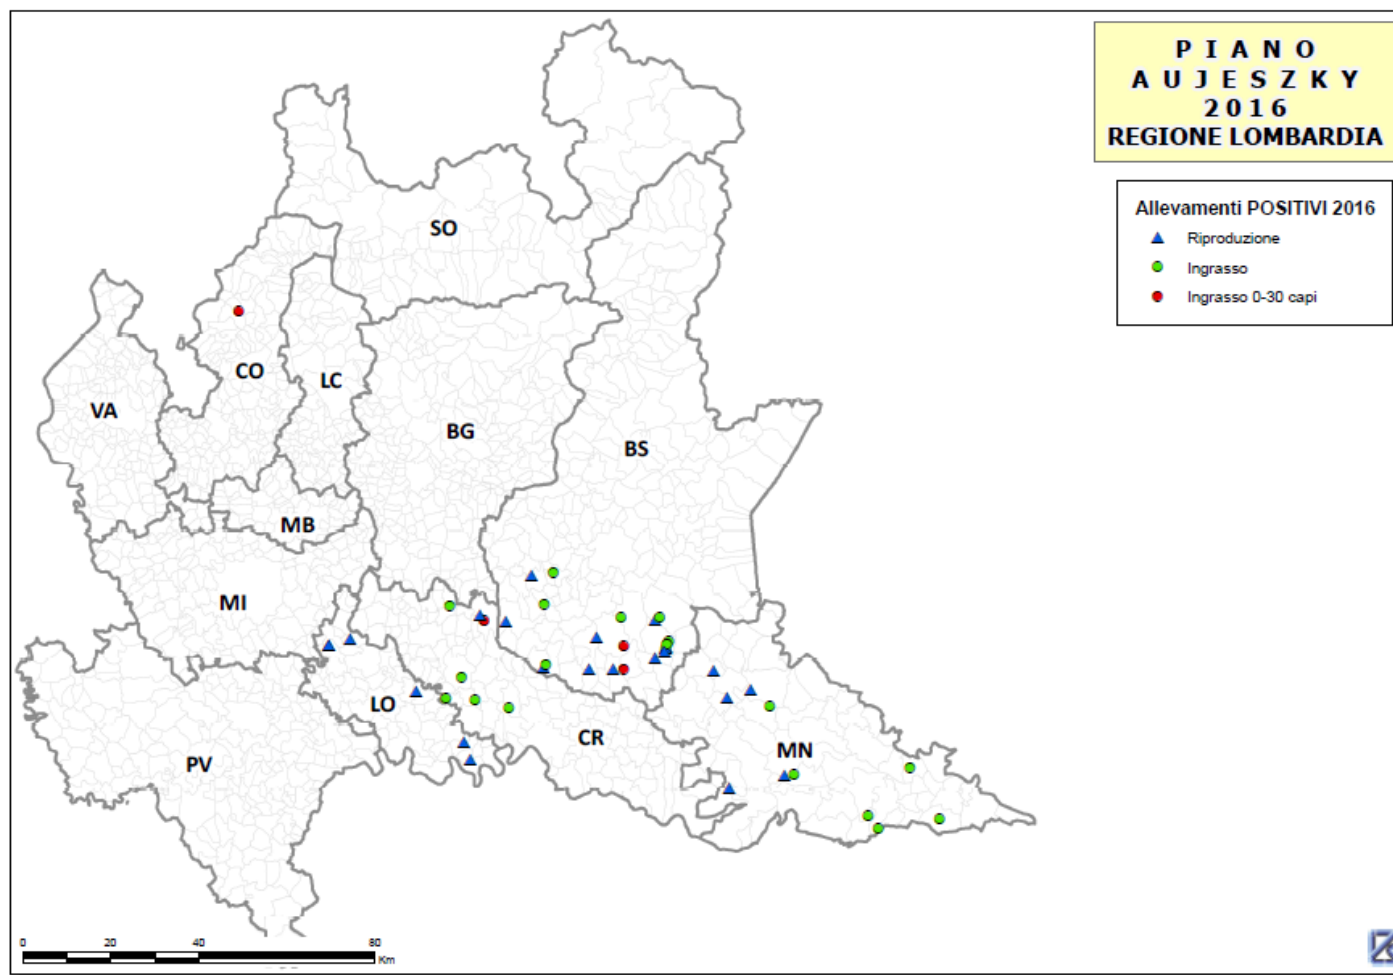 P I A N O
A U J E S Z K Y
2 0 1 6
REGIONE LOMBARDIA
Allevamenti POSITIVI 2016
Riproduzione
Ingrasso
Ingrasso 0-30 capi
SO
CO
LC
VA
BG
BS
MB
MI
LO
CR
MN
PV
0 20 40 80
Km